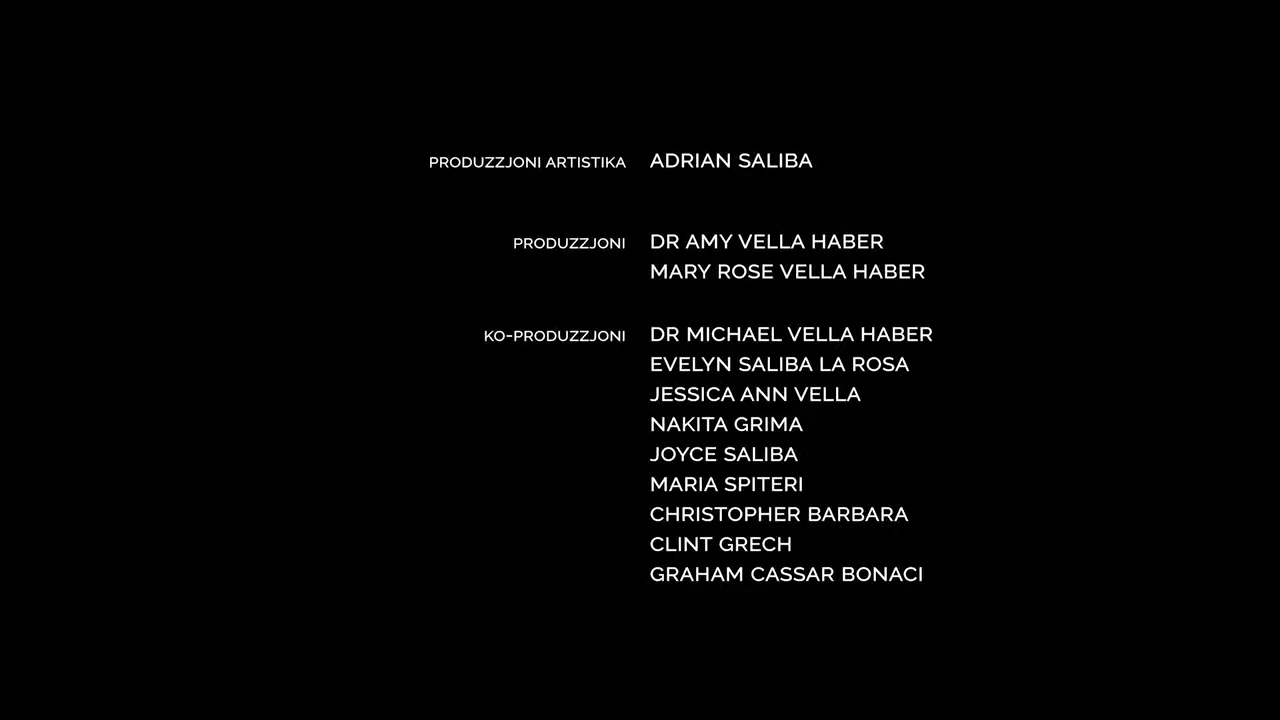 PRODUZZJONI ARTISTIKA ADRIAN SALIBA
PRODUZZJONI DR AMY VELLA HABER
MARY ROSE VELLA HABER
KO-PRODUZZJONI DR MICHAEL VELLA HABER
EVELYN SALIBA LA ROSA
JESSICA ANN VELLA
NAKITA GRIMA
JOYCE SALIBA
MARIA SPITERI
CHRISTOPHER BARBARA
CLINT GRECH
GRAHAM CASSAR BONACI